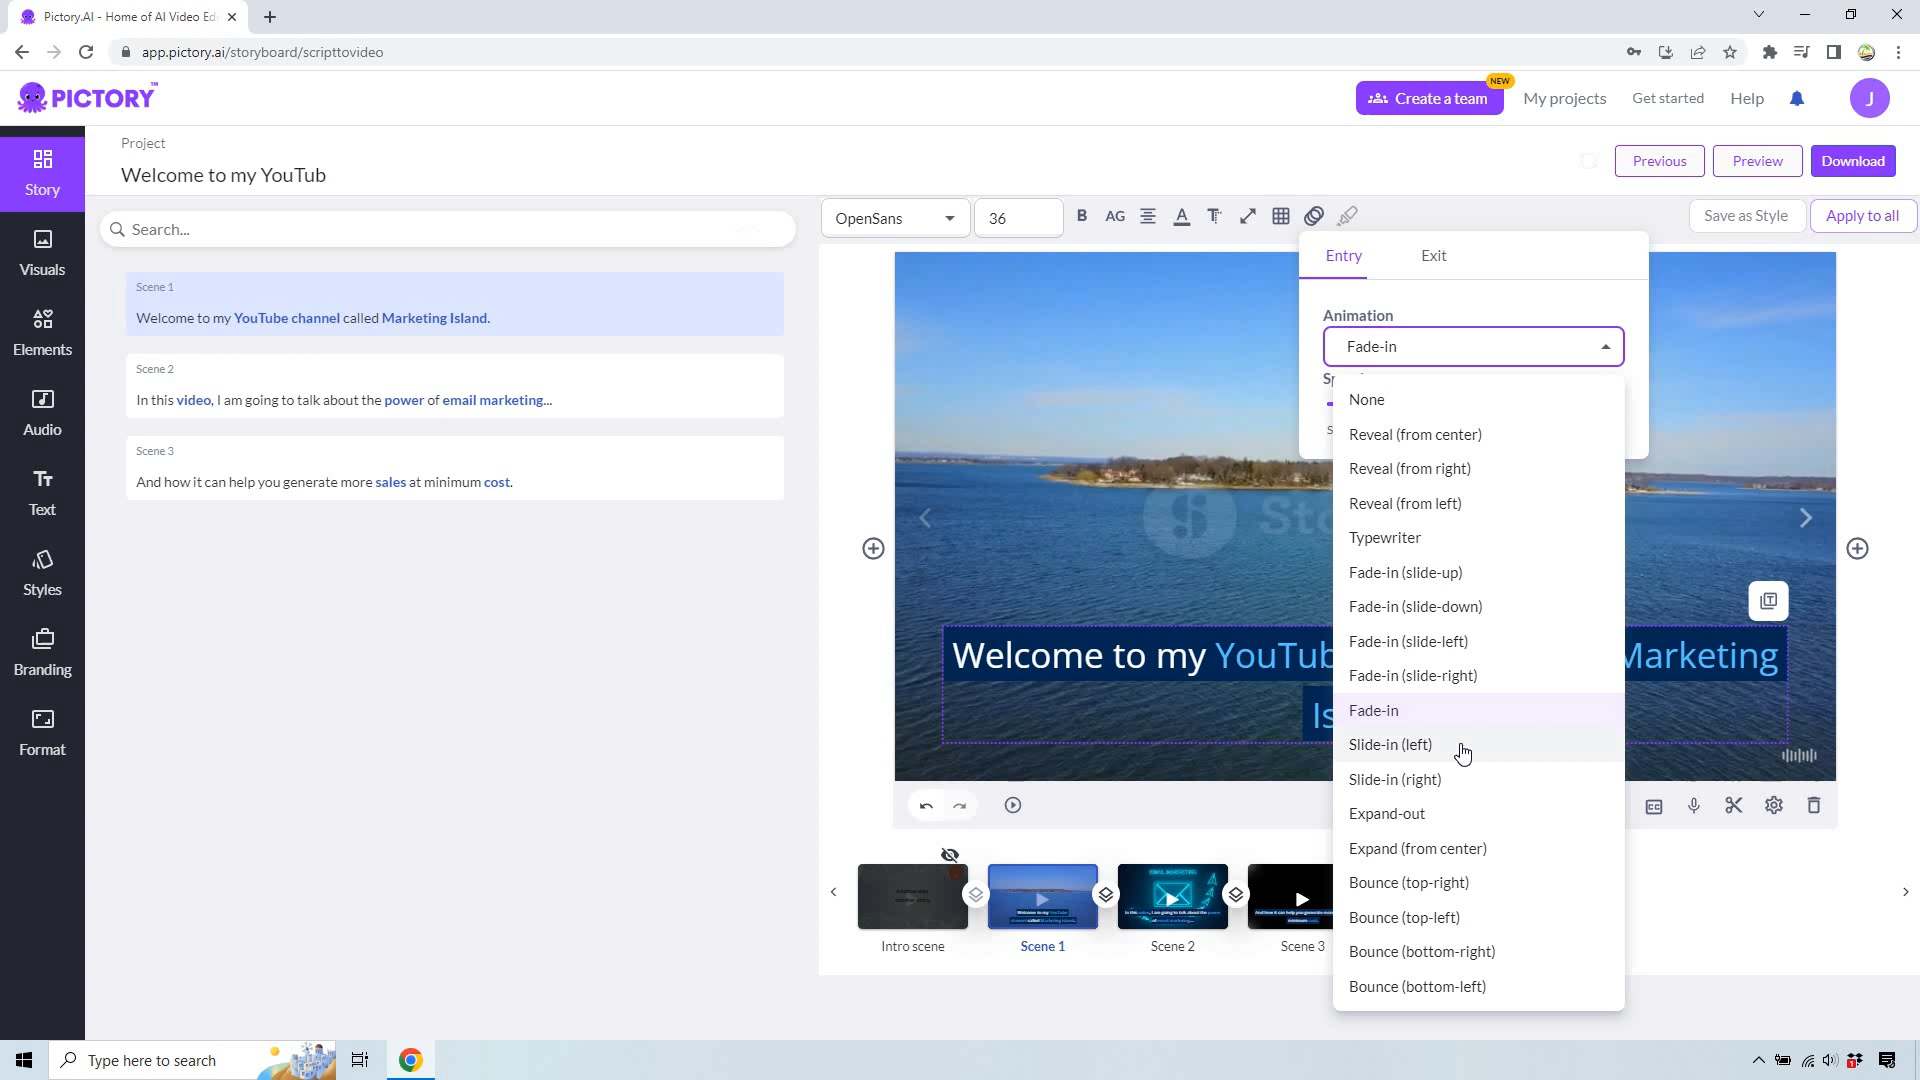 Pictory.AI - Home of AI Video Ed
app.pictory.ai/storyboard/scripttovideo
PICTORY™
Create a team
NEW
My projects
Get started
Help
J
Project
Welcome to my YouTub
Previous
Preview
Download
Story
Visuals
Elements
Audio
Text
Styles
Branding
Format
Search...
Scene 1
Welcome to my YouTube channel called Marketing Island.
Scene 2
In this video, I am going to talk about the power of email marketing...
Scene 3
And how it can help you generate more sales at minimum cost.
OpenSans
36
B
AG
Save as Style
Apply to all
Entry
Exit
Animation
Fade-in
None
Reveal (from center)
Reveal (from right)
Reveal (from left)
Typewriter
Fade-in (slide-up)
Fade-in (slide-down)
Fade-in (slide-left)
Fade-in (slide-right)
Fade-in
Slide-in (left)
Slide-in (right)
Expand-out
Expand (from center)
Bounce (top-right)
Bounce (top-left)
Bounce (bottom-right)
Bounce (bottom-left)
Welcome to my YouTub Marketing
Is
Intro scene
Scene 1
Scene 2
Scene 3
Type here to search